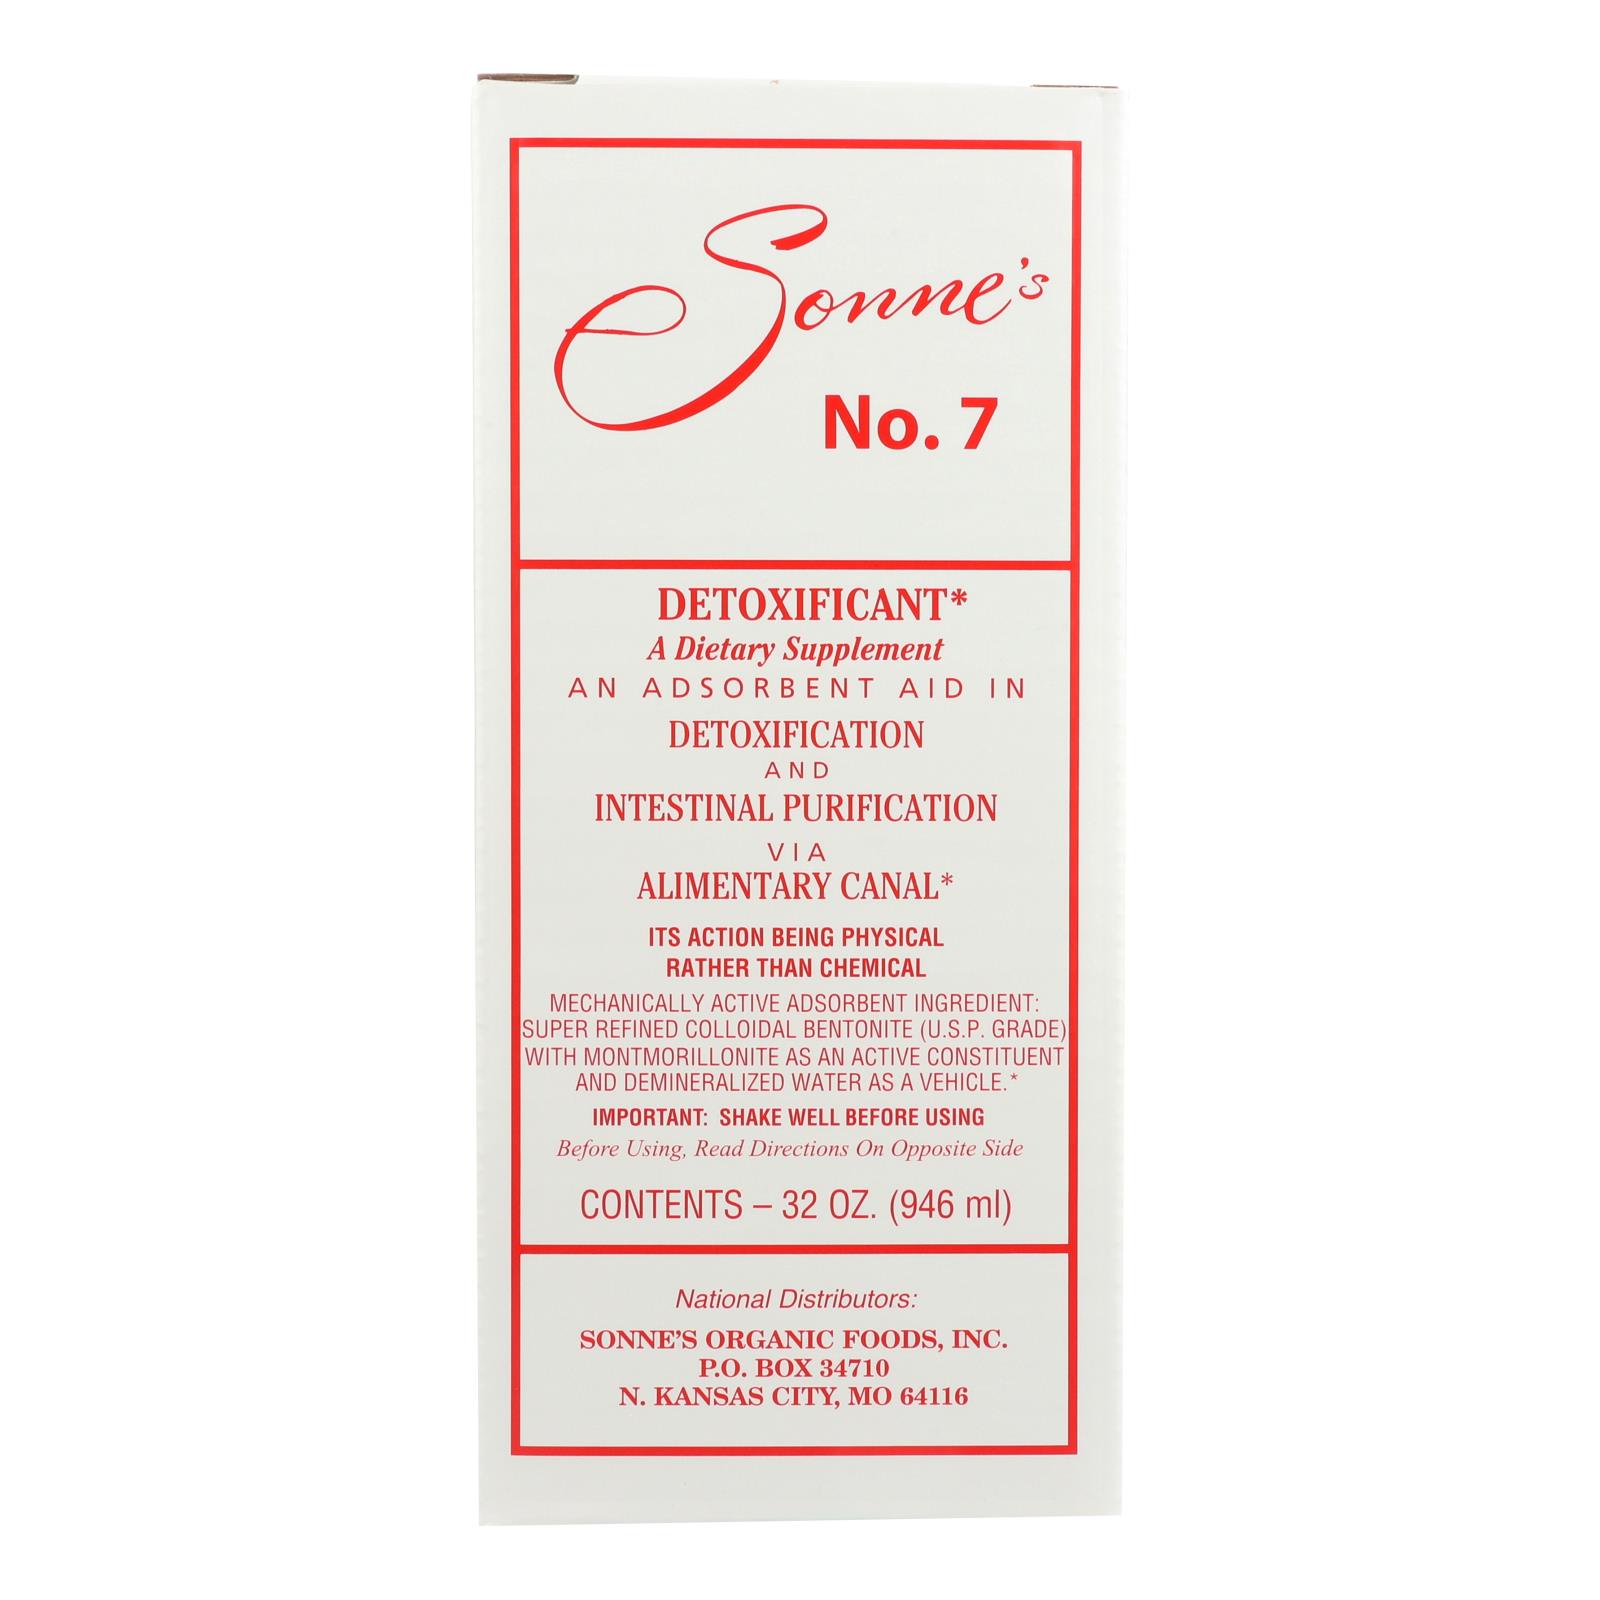 Sonne's
No. 7
DETOXIFICANT*
A Dietary Supplement
AN ADSORBENT AID IN
DETOXIFICATION
AND
INTESTINAL PURIFICATION
VIA
ALIMENTARY CANAL*
ITS ACTION BEING PHYSICAL
RATHER THAN CHEMICAL
MECHANICALLY ACTIVE ADSORBENT INGREDIENT:
SUPER REFINED COLLOIDAL BENTONITE (U.S.P. GRADE)
WITH MONTMORILLONITE AS AN ACTIVE CONSTITUENT
AND DEMINERALIZED WATER AS A VEHICLE.*
IMPORTANT: SHAKE WELL BEFORE USING
Before Using, Read Directions On Opposite Side
CONTENTS – 32 OZ. (946 ml)
National Distributors:
SONNE'S ORGANIC FOODS, INC.
P.O. BOX 34710
N. KANSAS CITY, MO 64116